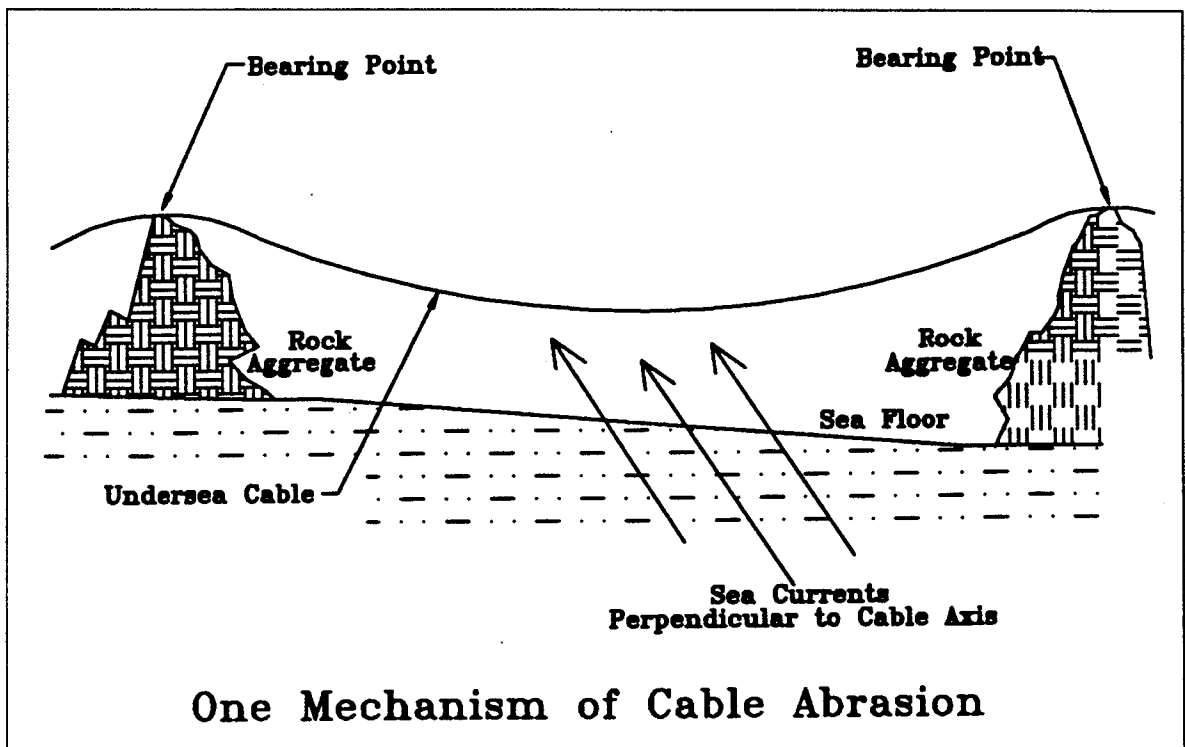 Bearing Point
Bearing Point
Rock
Aggregate
Rock
Aggregate
Sea Floor
Undersea Cable
Sea Currents
Perpendicular to Cable Axis
One Mechanism of Cable Abrasion